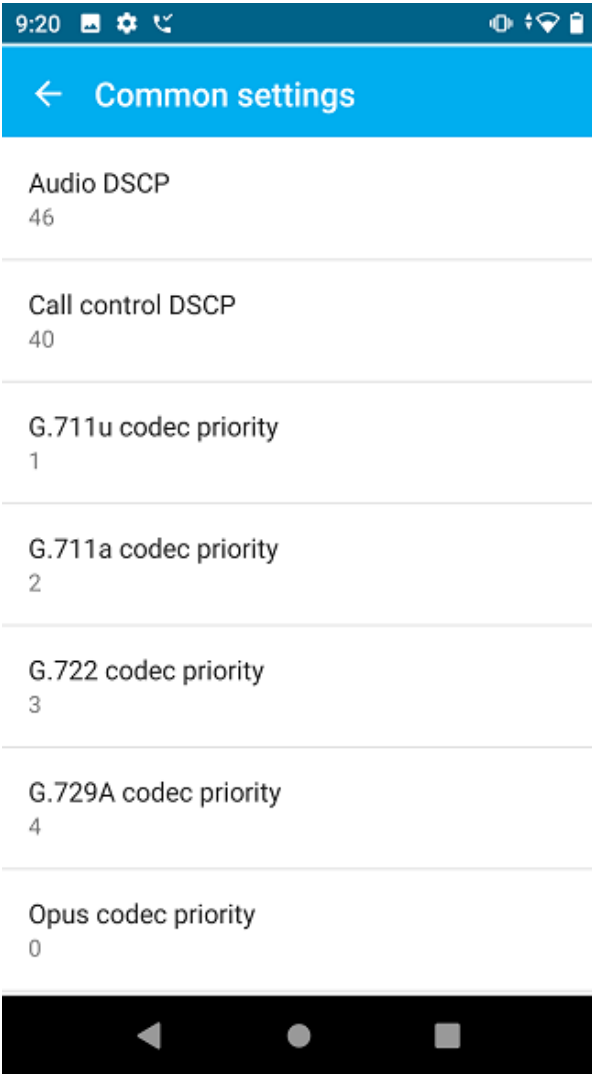 9:20
Common settings
Audio DSCP
46
Call control DSCP
40
G.711u codec priority
1
G.711a codec priority
2
G.722 codec priority
3
G.729A codec priority
4
Opus codec priority
0